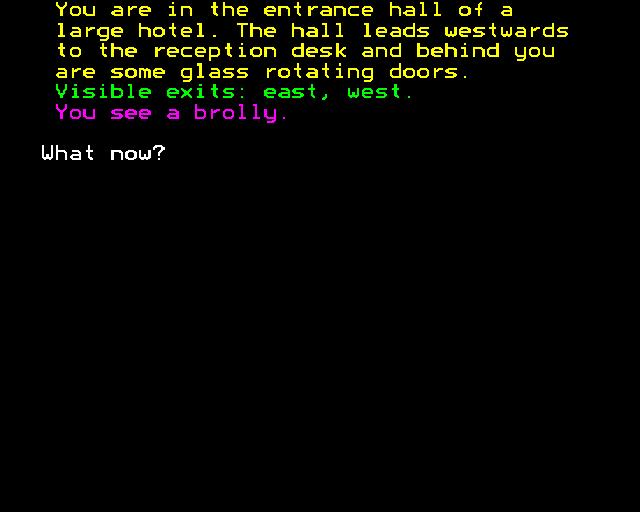 You are in the entrance hall of a
large hotel. The hall leads westwards
to the reception desk and behind you
are some glass rotating doors.
Visible exits: east, west.
You see a brolly.
What now?